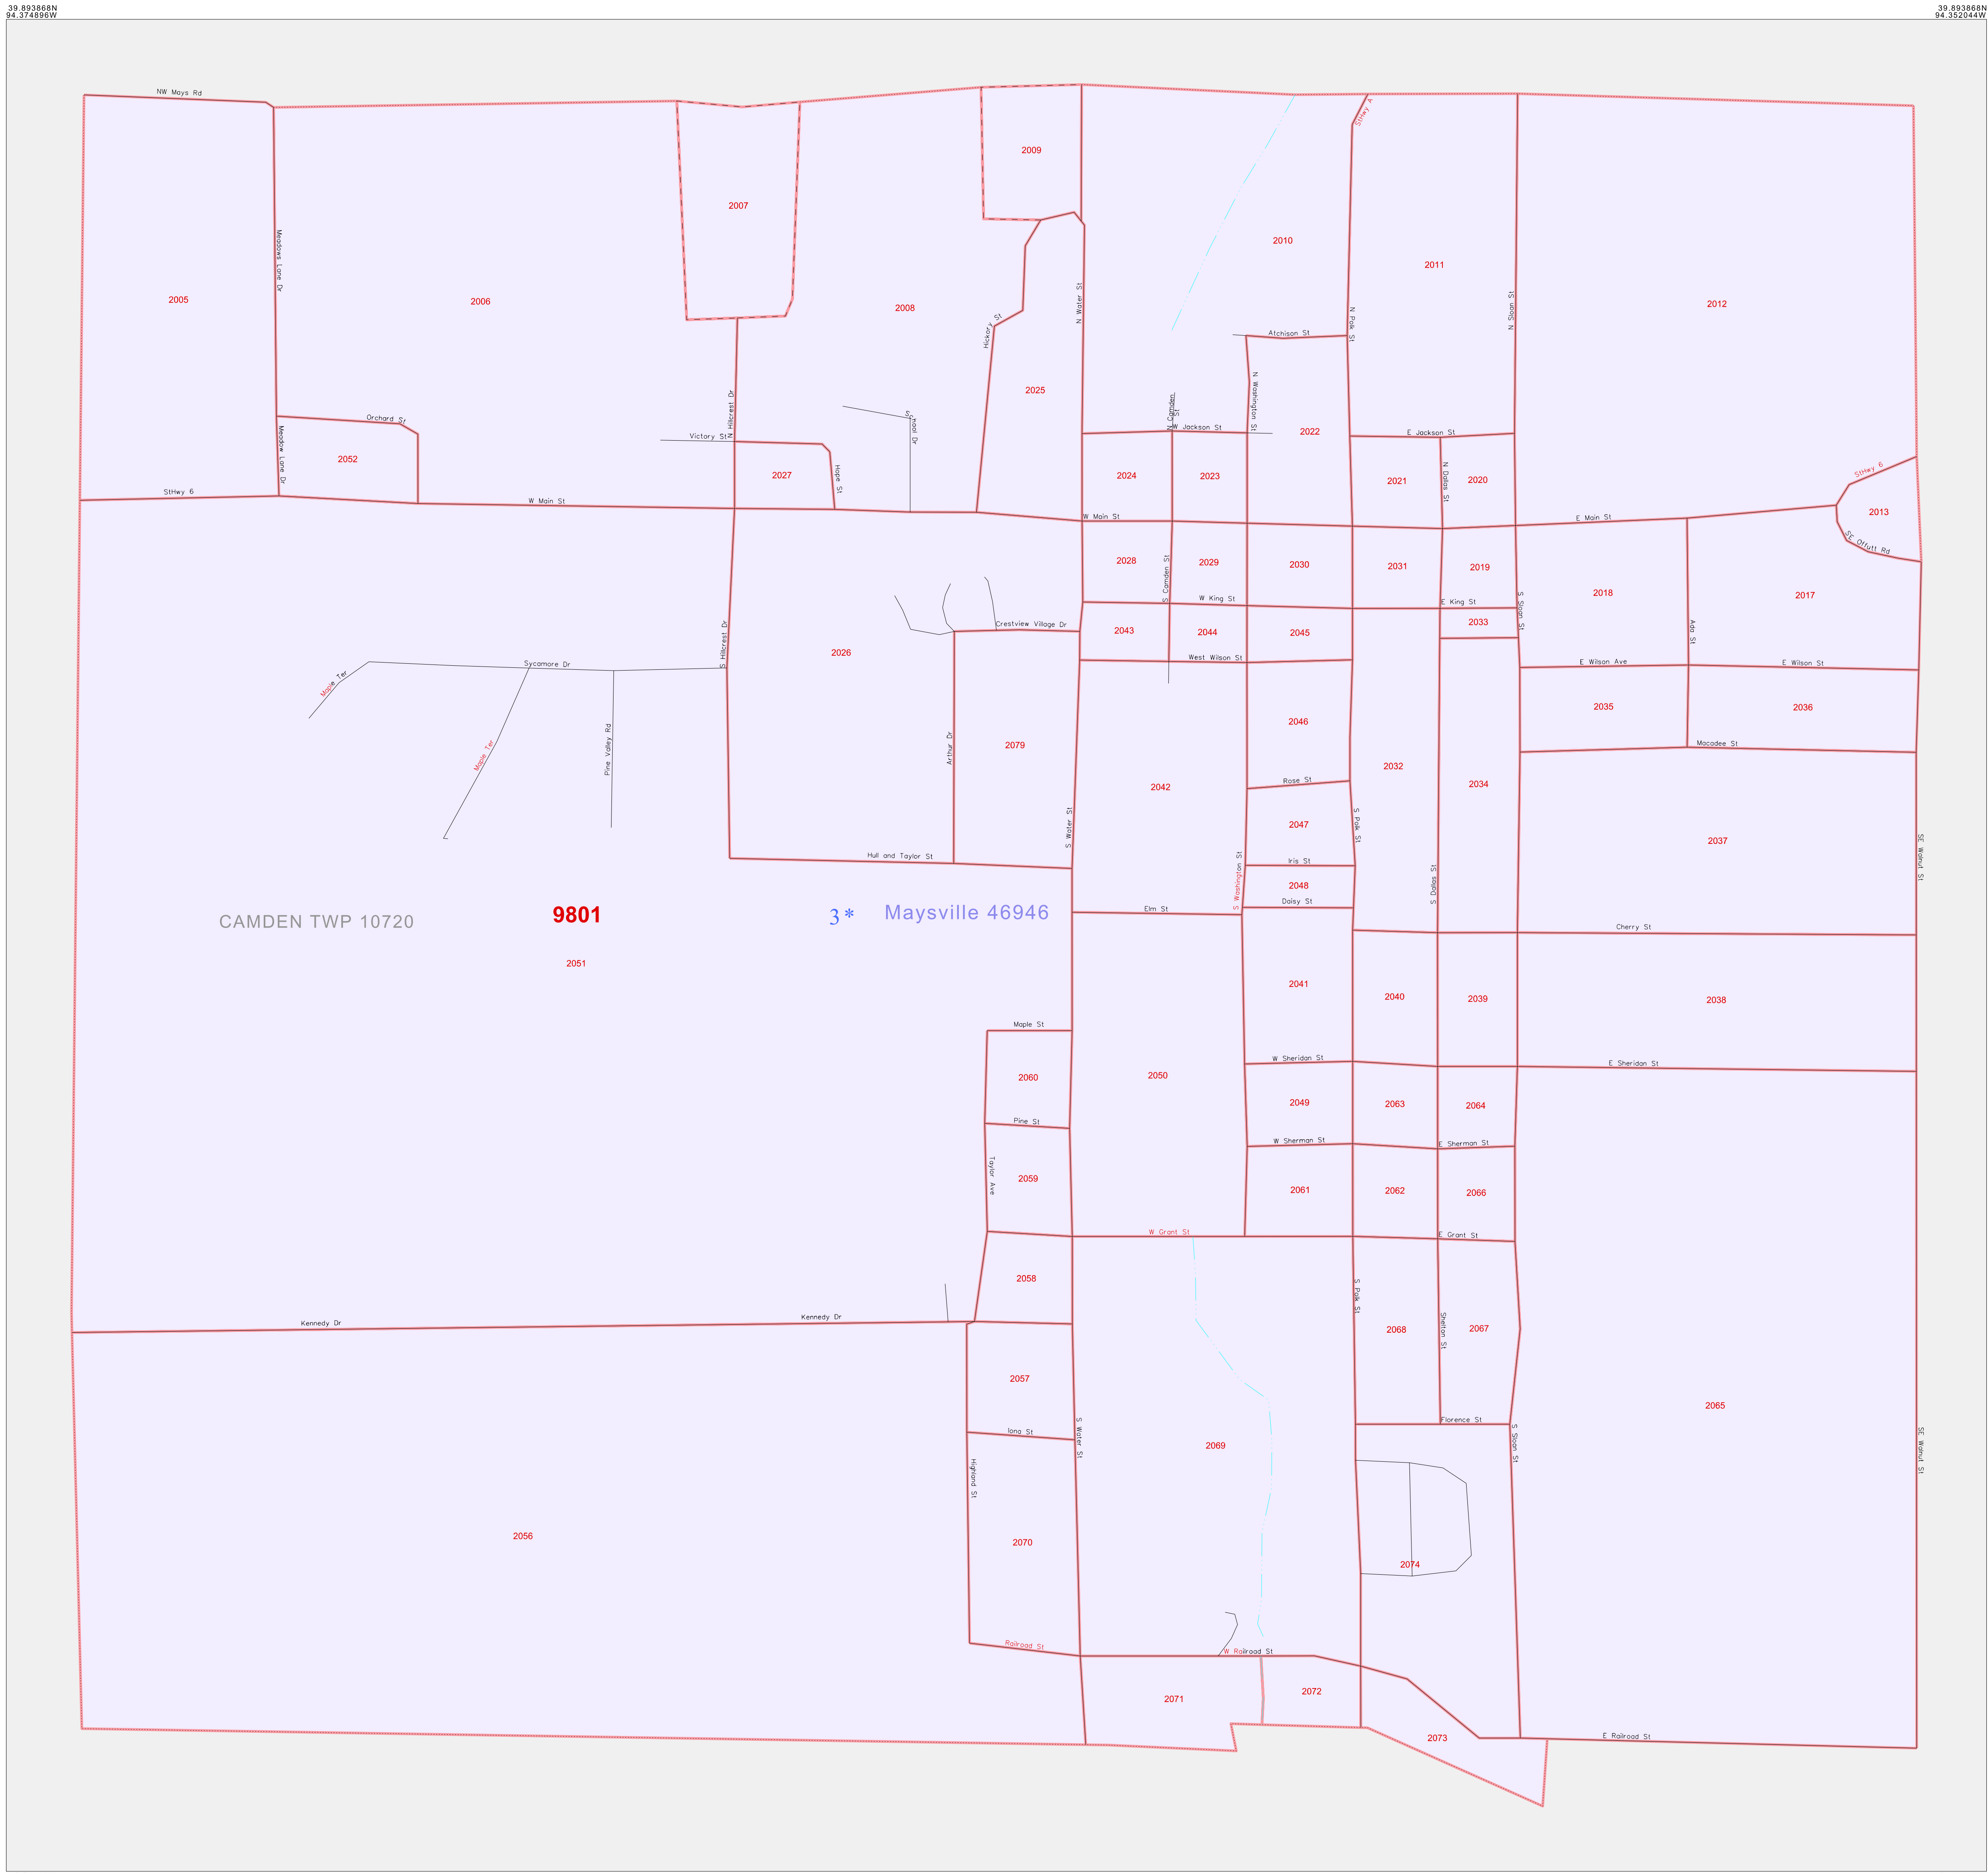 39.893868N
94.374896W
39.893868N
94.352044W
NW Mays Rd
StHwy A
2009
2007
Meadows Lane Dr
2010
2011
2005
2006
2008
2012
N Water St
N Polk St
N Sloan St
Hickory St
Atchison St
N Hillcrest Dr
2025
N Washington St
N Camden St
Orchard St
School Dr
W Jackson St
2022
E Jackson St
Victory St
Meadow Lane Dr
2052
2027
Hope St
2024
2023
2021
N Dallas St
2020
StHwy 6
StHwy 6
W Main St
W Main St
E Main St
2013
SE Offutt Rd
2028
S Camden St
2029
2030
2031
2019
2018
2017
W King St
E King St
S Sloan St
Crestview Village Dr
2043
2044
2045
2033
Ada St
S Hillcrest Dr
2026
West Wilson St
E Wilson Ave
E Wilson St
Sycamore Dr
Maple Ter
Maple Ter
Pine Valley Rd
Arthur Dr
2079
2046
2035
2036
Macadee St
2042
2032
2034
Rose St
S Water St
2047
S Polk St
2037
SE Walnut St
Hull and Taylor St
Iris St
S Washington St
2048
S Dallas St
Daisy St
Elm St
CAMDEN TWP 10720
9801
3*
Maysville 46946
Cherry St
2051
2041
2040
2039
2038
Maple St
W Sheridan St
E Sheridan St
2060
2050
2049
2063
2064
Pine St
W Sherman St
E Sherman St
Taylor Ave
2059
2061
2062
2066
W Grant St
E Grant St
2058
S Polk St
Kennedy Dr
Kennedy Dr
2068
Shelton St
2067
2057
2065
Florence St
Iona St
S Water St
2069
S Sloan St
SE Walnut St
Highland St
2056
2070
2074
Railroad St
W Railroad St
2071
2072
2073
E Railroad St